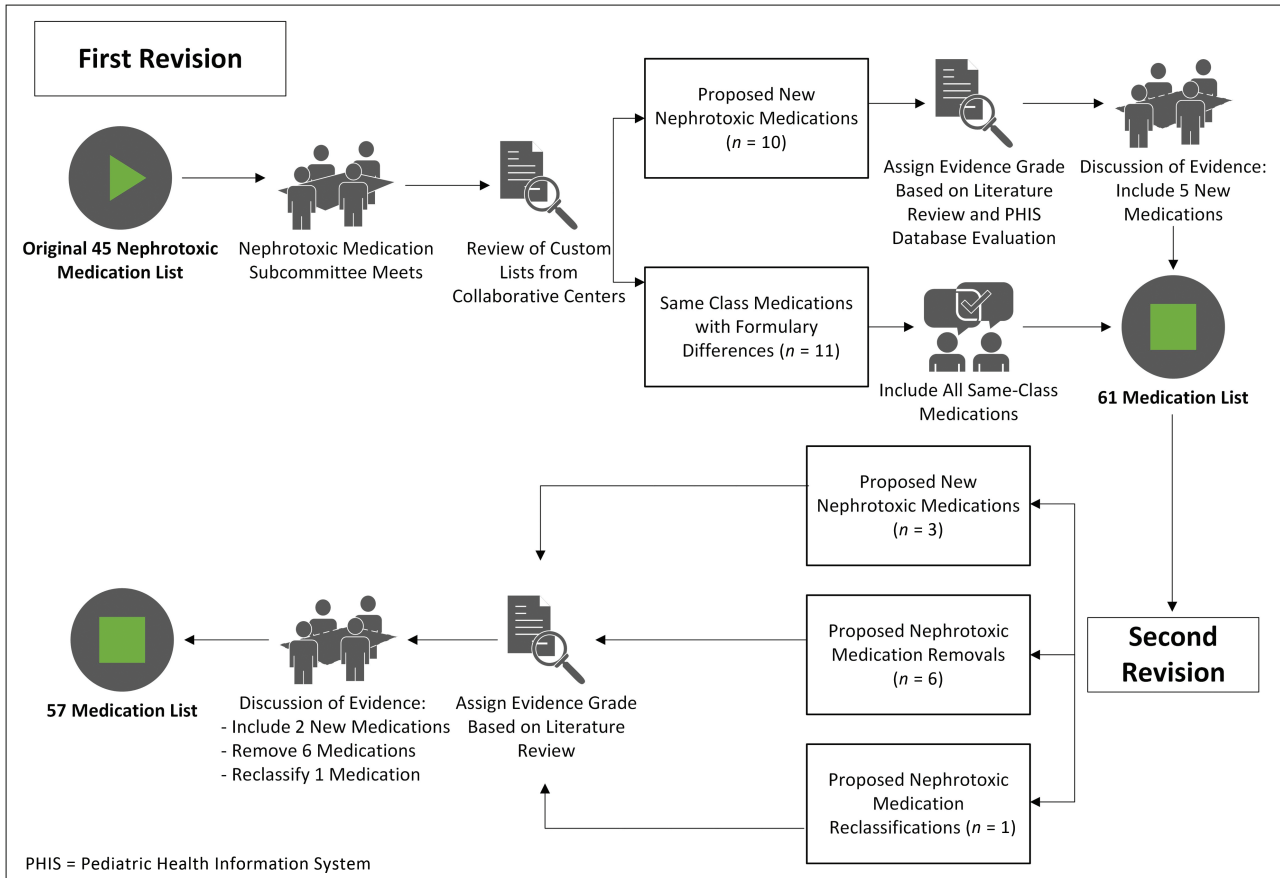 First Revision
Original 45 Nephrotoxic
Medication List
Nephrotoxic Medication
Subcommittee Meets
Review of Custom
Lists from
Collaborative Centers
Proposed New
Nephrotoxic Medications
(n = 10)
Assign Evidence Grade
Based on Literature
Review and PHIS
Database Evaluation
Discussion of Evidence:
Include 5 New
Medications
Same Class Medications
with Formulary
Differences (n = 11)
Include All Same-Class
Medications
61 Medication List
Second
Revision
Proposed New
Nephrotoxic Medications
(n = 3)
Proposed Nephrotoxic
Medication Removals
(n = 6)
Proposed Nephrotoxic
Medication
Reclassifications (n = 1)
Assign Evidence Grade
Based on Literature
Review
Discussion of Evidence:
- Include 2 New Medications
- Remove 6 Medications
- Reclassify 1 Medication
57 Medication List
PHIS = Pediatric Health Information System